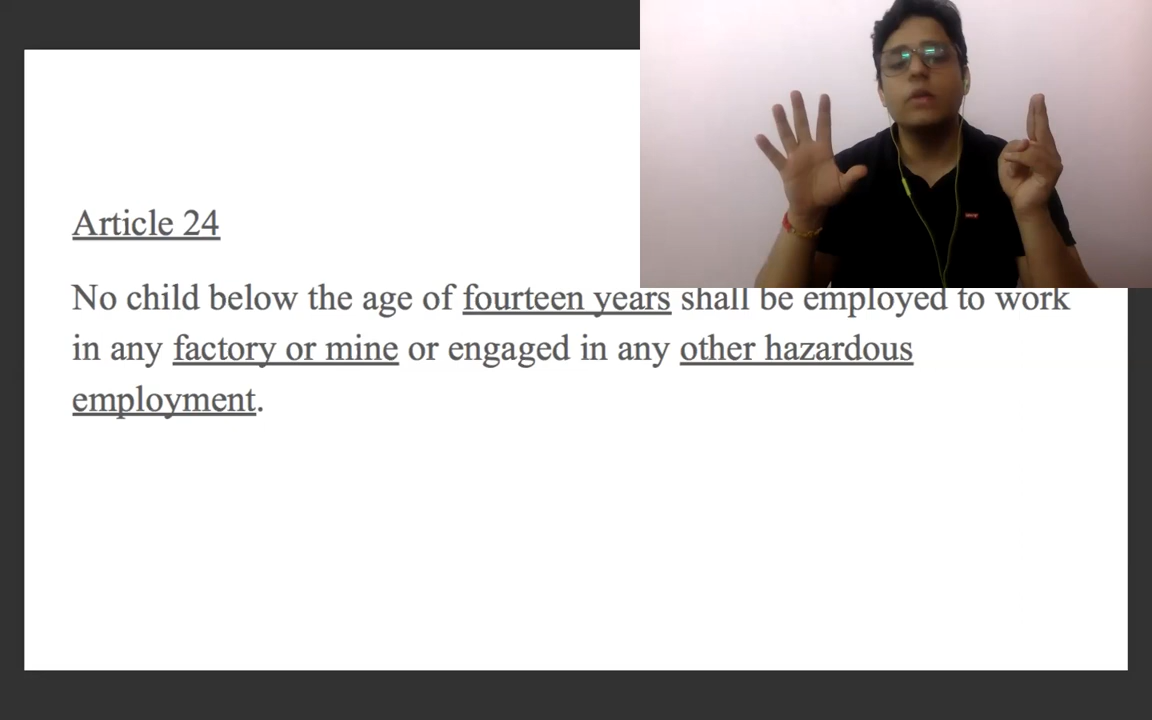 Article 24
No child below the age of fourteen years shall be employed to work
in any factory or mine or engaged in any other hazardous
employment.